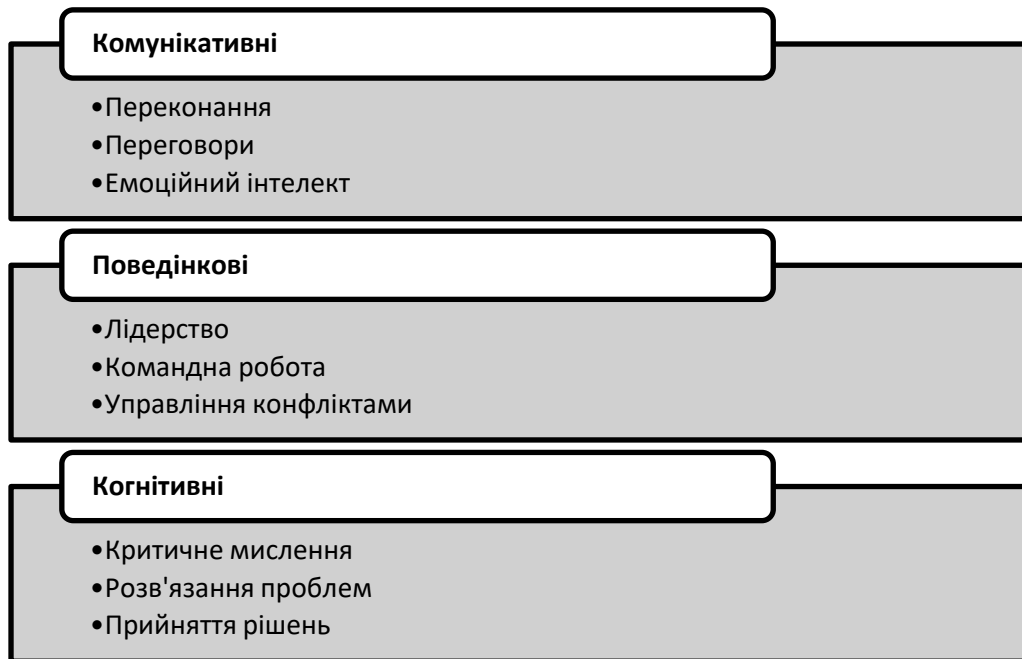 Комунікативні
•Переконання
•Переговори
•Емоційний інтелект
Поведінкові
•Лідерство
•Командна робота
•Управління конфліктами
Когнітивні
•Критичне мислення
•Розв'язання проблем
•Прийняття рішень